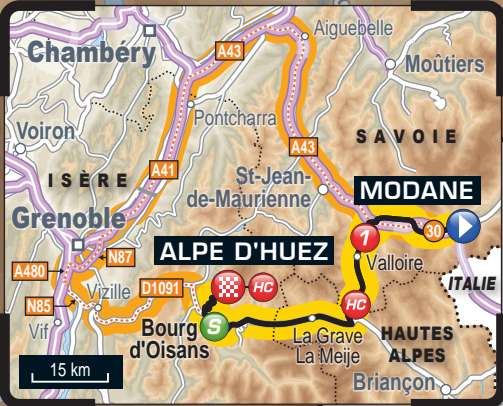 Chambéry
A43
Aiguebelle
Moûtiers
Pontcharra
Voiron
SAVOIE
A43
ISÈRE
A41
St-Jean-
de-Maurienne
MODANE
Grenoble
30
1
ALPE D'HUEZ
N87
A480
Valloire
ITALIE
HC
D1091
N85
Vizille
HC
Vif
Bourg
d'Oisans
S
La Grave
La Meije
HAUTES
ALPES
15 km
Briançon